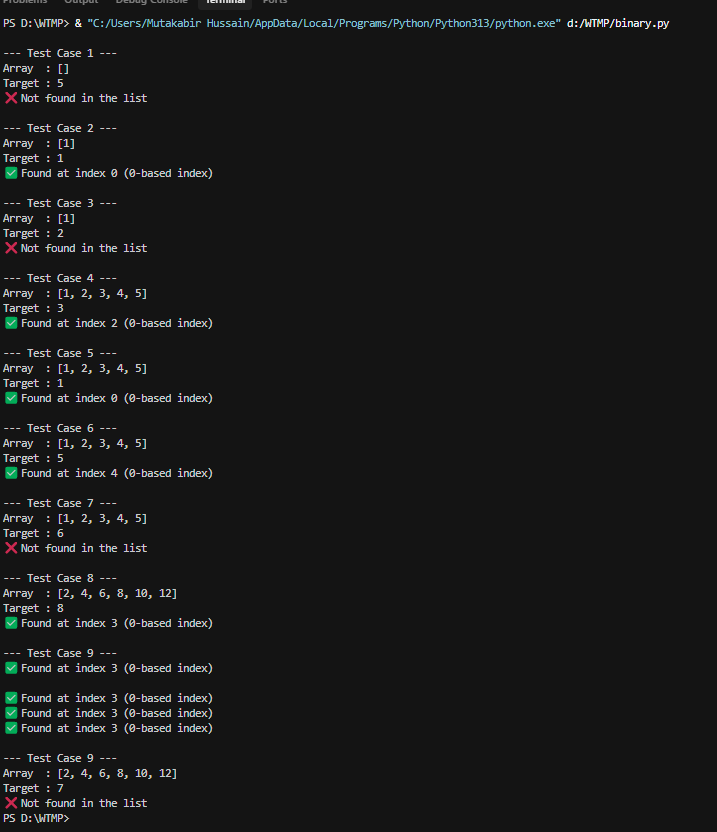 Problems Output Debug Console Terminal Ports
PS D:\WTMP> & "C:/Users/Mutakabir Hussain/AppData/Local/Programs/Python/Python313/python.exe" d:/WTMP/binary.py
--- Test Case 1 ---
Array  : []
Target : 5
❌ Not found in the list
--- Test Case 2 ---
Array  : [1]
Target : 1
✅ Found at index 0 (0-based index)
--- Test Case 3 ---
Array  : [1]
Target : 2
❌ Not found in the list
--- Test Case 4 ---
Array  : [1, 2, 3, 4, 5]
Target : 3
✅ Found at index 2 (0-based index)
--- Test Case 5 ---
Array  : [1, 2, 3, 4, 5]
Target : 1
✅ Found at index 0 (0-based index)
--- Test Case 6 ---
Array  : [1, 2, 3, 4, 5]
Target : 5
✅ Found at index 4 (0-based index)
--- Test Case 7 ---
Array  : [1, 2, 3, 4, 5]
Target : 6
❌ Not found in the list
--- Test Case 8 ---
Array  : [2, 4, 6, 8, 10, 12]
Target : 8
✅ Found at index 3 (0-based index)
--- Test Case 9 ---
✅ Found at index 3 (0-based index)
✅ Found at index 3 (0-based index)
✅ Found at index 3 (0-based index)
✅ Found at index 3 (0-based index)
--- Test Case 9 ---
Array  : [2, 4, 6, 8, 10, 12]
Target : 7
❌ Not found in the list
PS D:\WTMP>